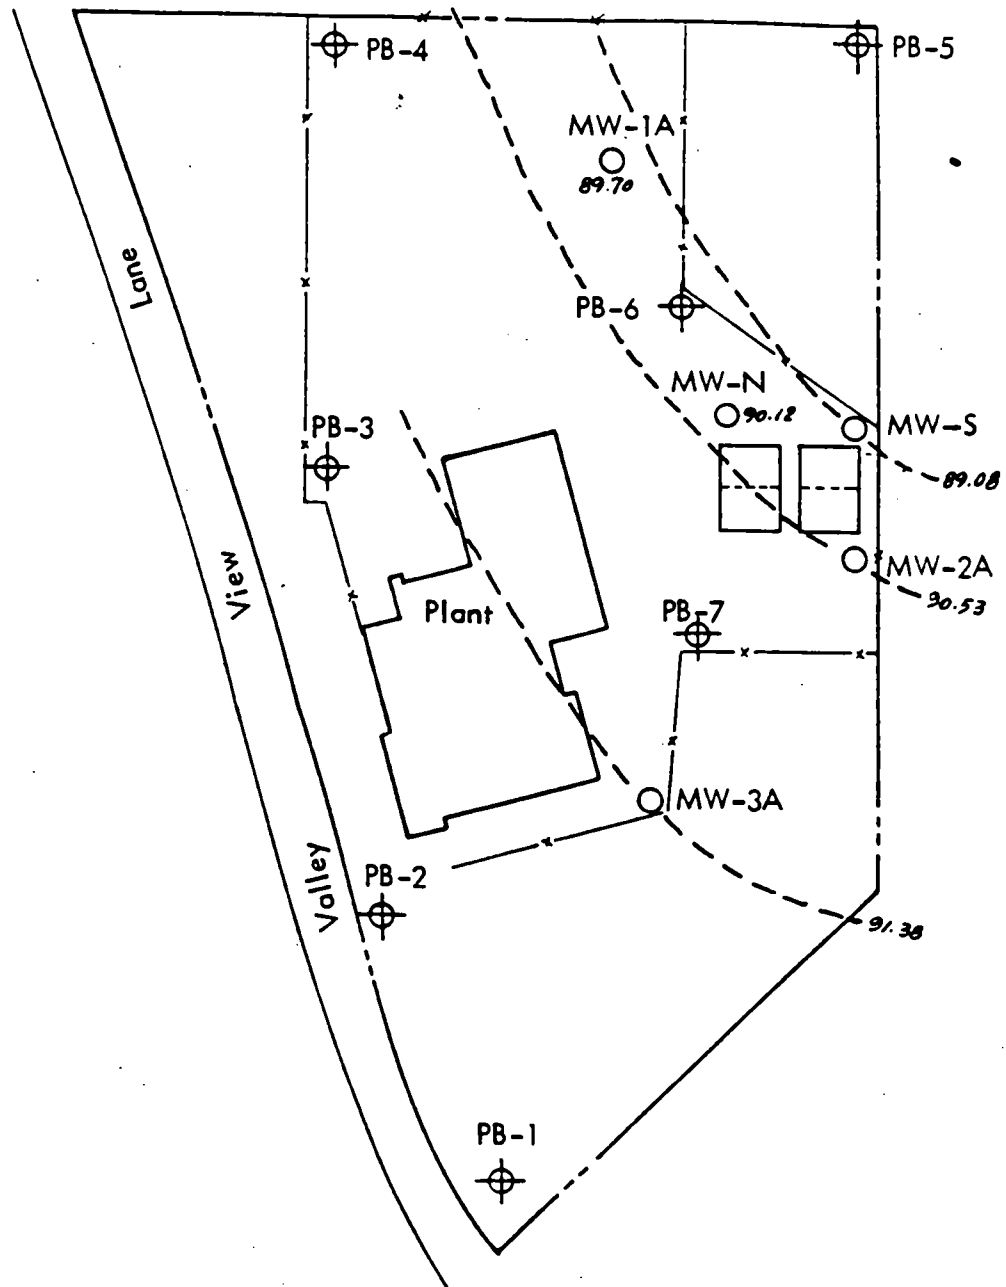 PB-4
PB-5
MW-1A
89.70
Lane
PB-6
MW-N
90.12
MW-S
PB-3
89.08
View
MW-2A
90.53
Plant
PB-7
MW-3A
Valley
PB-2
91.38
PB-1